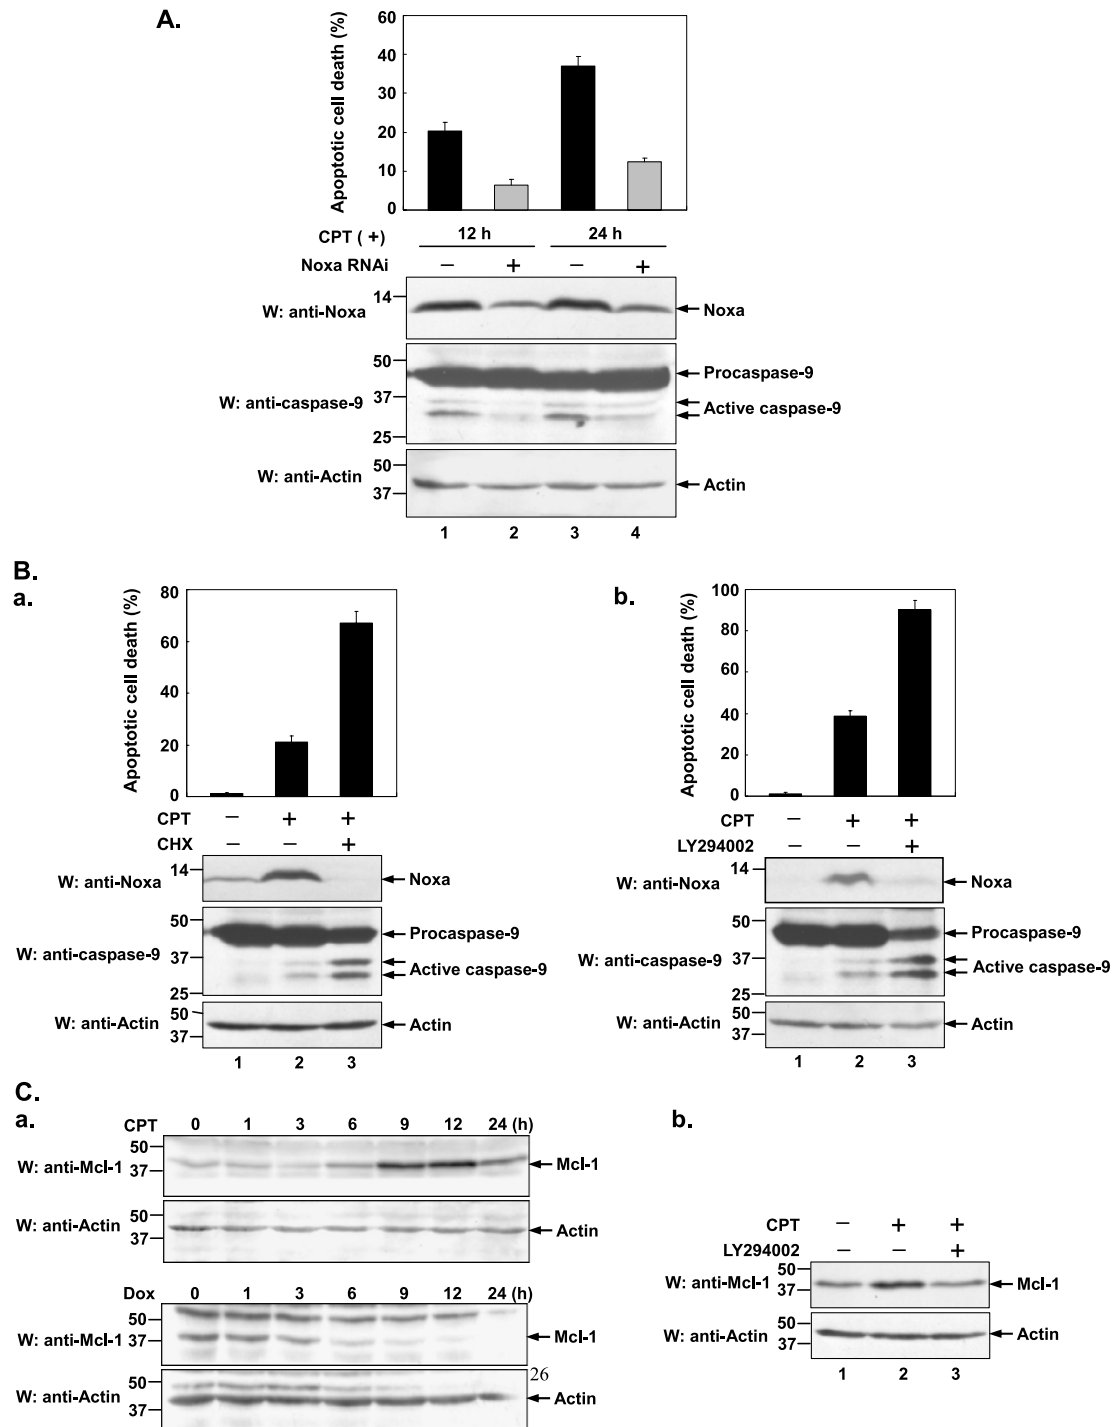 A.
Apoptotic cell death (%)
60
40
20
10
0
CPT ( + ) 12 h 24 h
Noxa RNAi − + − +
W: anti-Noxa 14 Noxa
50 Procaspase-9
W: anti-caspase-9 37 Active caspase-9
25
W: anti-Actin 50 Actin
37
1 2 3 4
B.
a.
Apoptotic cell death (%)
80
60
40
20
0
CPT − + +
CHX − − +
W: anti-Noxa 14 Noxa
50 Procaspase-9
W: anti-caspase-9 37 Active caspase-9
25
W: anti-Actin 50 Actin
37
1 2 3
b.
Apoptotic cell death (%)
100
80
60
40
20
0
CPT − + +
LY294002 − − +
W: anti-Noxa 14 Noxa
50 Procaspase-9
W: anti-caspase-9 37 Active caspase-9
25
W: anti-Actin 50 Actin
37
1 2 3
C.
a.
CPT 0 1 3 6 9 12 24 (h)
50
W: anti-Mcl-1 37 Mcl-1
W: anti-Actin 50 Actin
37
Dox 0 1 3 6 9 12 24 (h)
50
W: anti-Mcl-1 37 Mcl-1
26
W: anti-Actin 50 Actin
37
b.
CPT − + +
LY294002 − − +
W: anti-Mcl-1 50 Mcl-1
37
W: anti-Actin 50 Actin
37
1 2 3